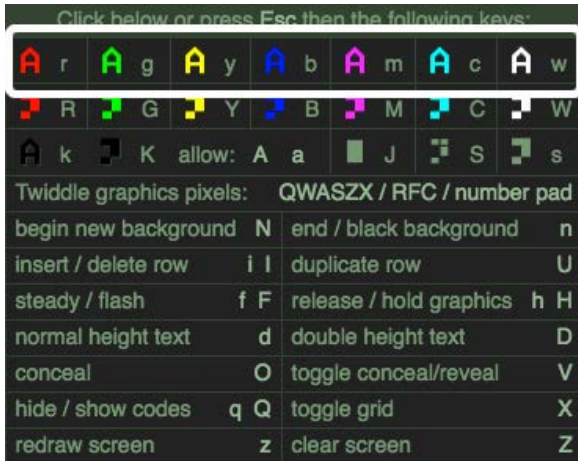 Click below or press Esc then the following keys:
A r A g A y A b A m A c A w
R G Y B M C W
A k K allow: A a J S s
Twiddle graphics pixels: QWASZX / RFC / number pad
begin new background N end / black background n
insert / delete row i I duplicate row U
steady / flash f F release / hold graphics h H
normal height text d double height text D
conceal O toggle conceal/reveal V
hide / show codes q Q toggle grid X
redraw screen z clear screen Z